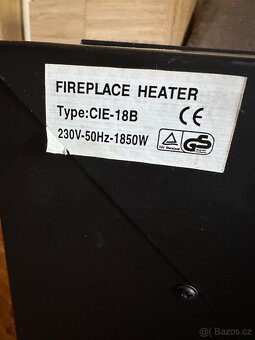 FIREPLACE HEATER
Type:CIE-18B
CE
230V-50Hz-1850W
GS
Bazos.cz